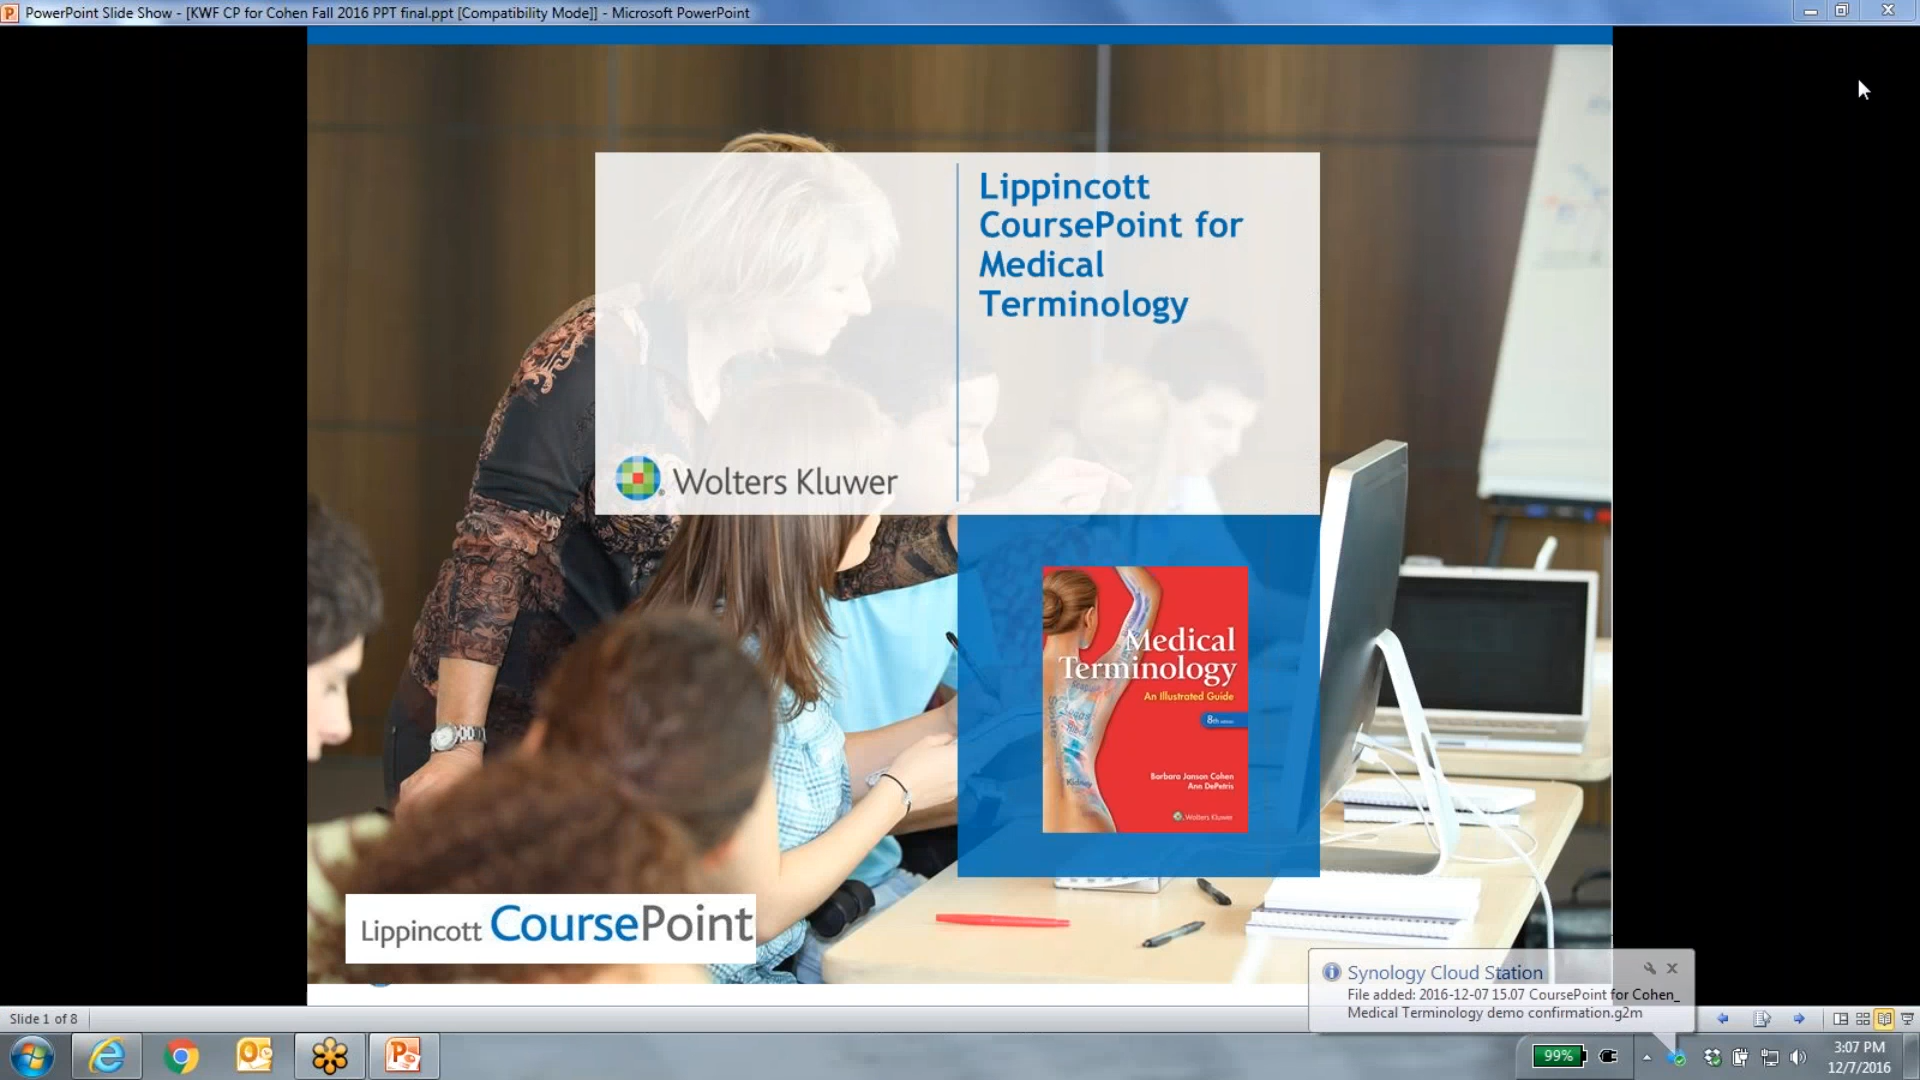 PowerPoint Slide Show - [KWF CP for Cohen Fall 2016 PPT final.ppt [Compatibility Mode]] - Microsoft PowerPoint
Lippincott
CoursePoint for
Medical
Terminology
Wolters Kluwer
Medical
Terminology
An Illustrated Guide
8th edition
Barbara Janson Cohen
Ann DePetris
Wolters Kluwer
Lippincott CoursePoint
Synology Cloud Station
File added: 2016-12-07 15.07 CoursePoint for Cohen_
Medical Terminology demo confirmation.g2m
Slide 1 of 8
99%
3:07 PM
12/7/2016